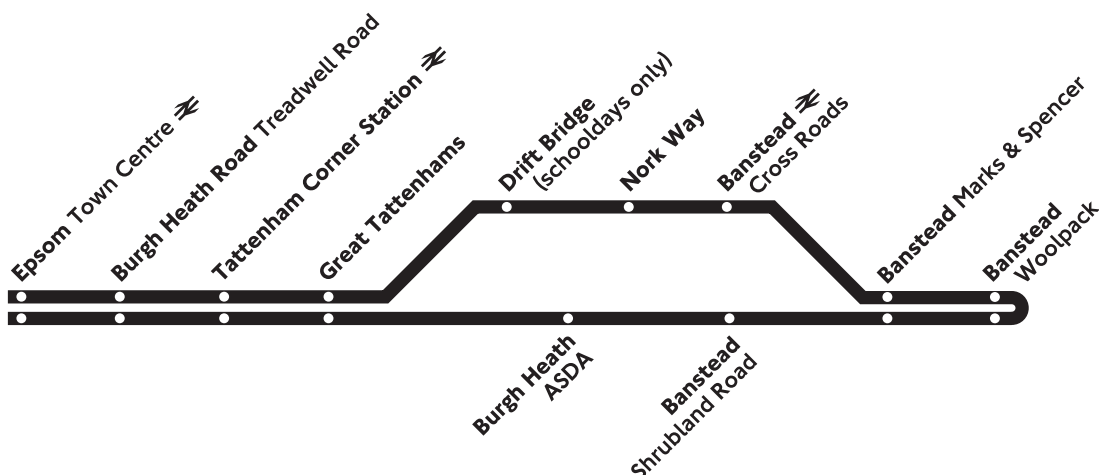 Epsom Town Centre
Burgh Heath Road Treadwell Road
Tattenham Corner Station
Great Tattenhams
Drift Bridge
(schooldays only)
Nork Way
Banstead
Cross Roads
Banstead Marks & Spencer
Banstead
Woolpack
Burgh Heath
ASDA
Banstead
Shrubland Road